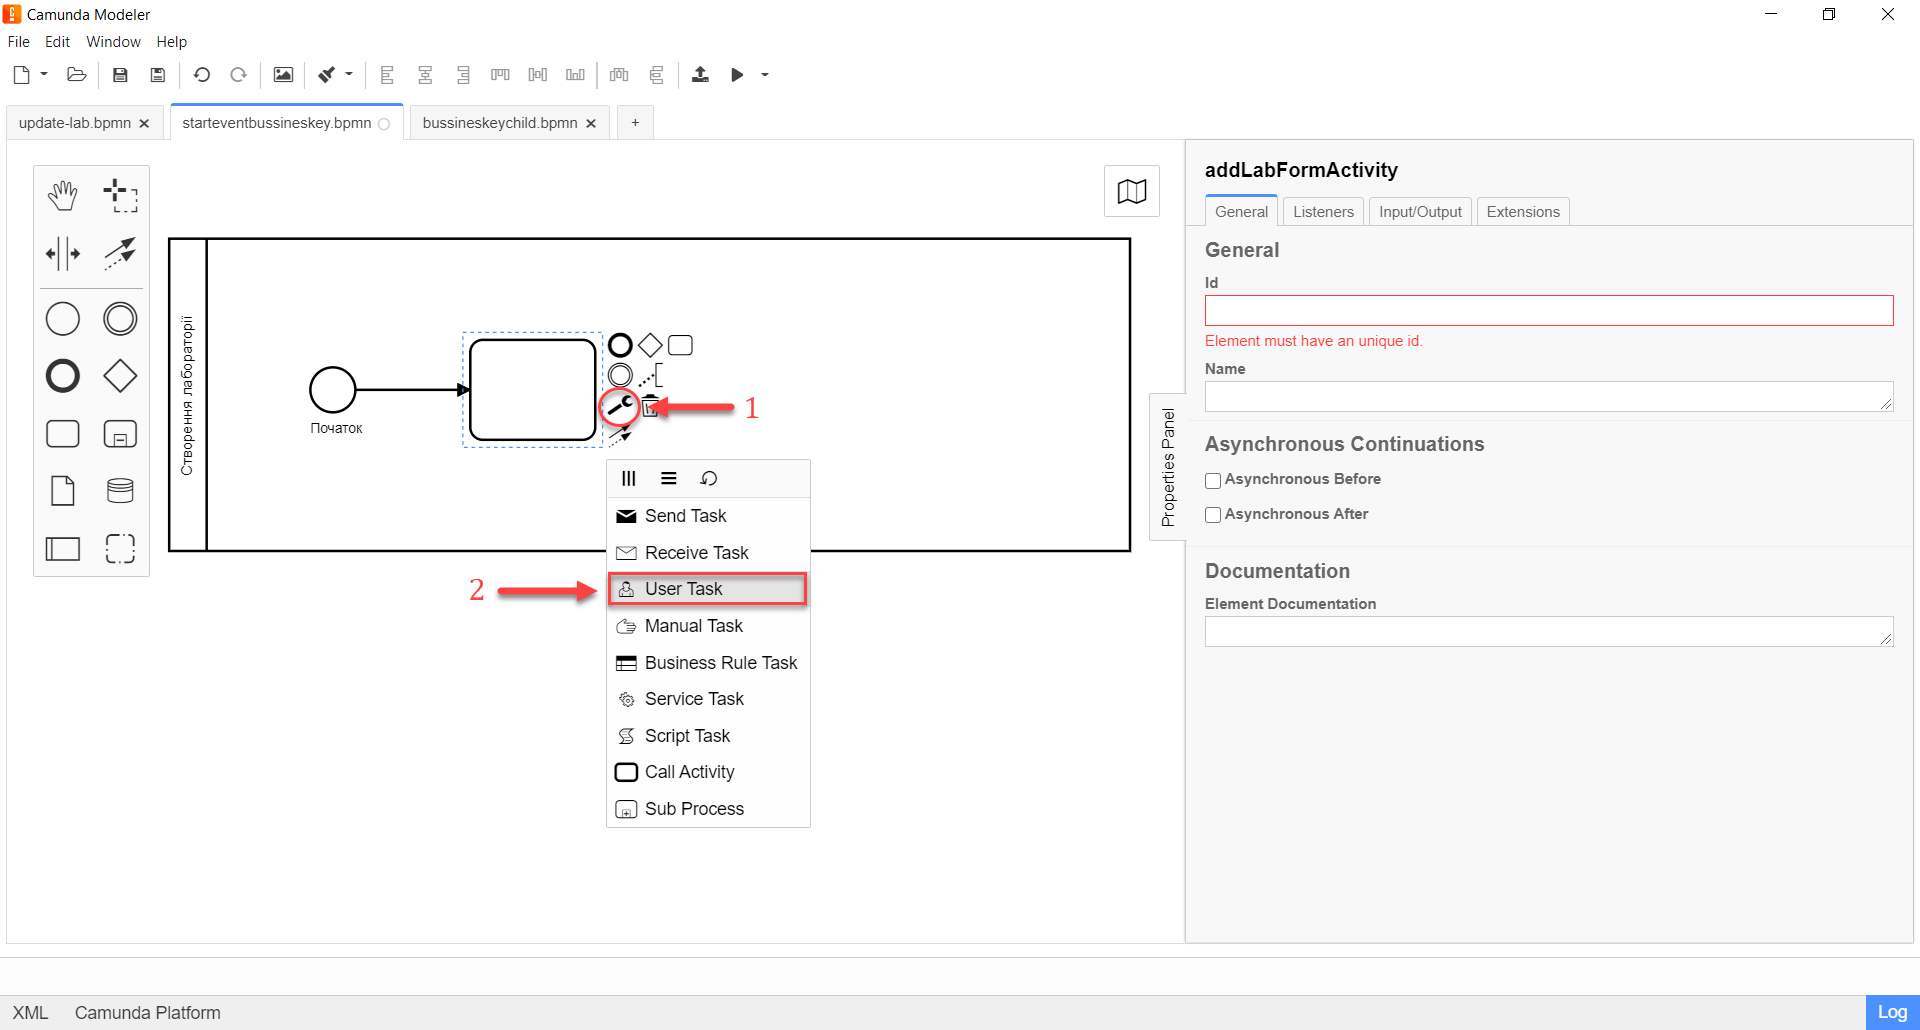 Camunda Modeler
File Edit Window Help
update-lab.bpmn
starteventbussineskey.bpmn
bussineskeychild.bpmn
+
Створення лабораторії
Початок
1
2
Send Task
Receive Task
User Task
Manual Task
Business Rule Task
Service Task
Script Task
Call Activity
Sub Process
Properties Panel
addLabFormActivity
General Listeners Input/Output Extensions
General
Id
Element must have an unique id.
Name
Asynchronous Continuations
Asynchronous Before
Asynchronous After
Documentation
Element Documentation
XML Camunda Platform
Log